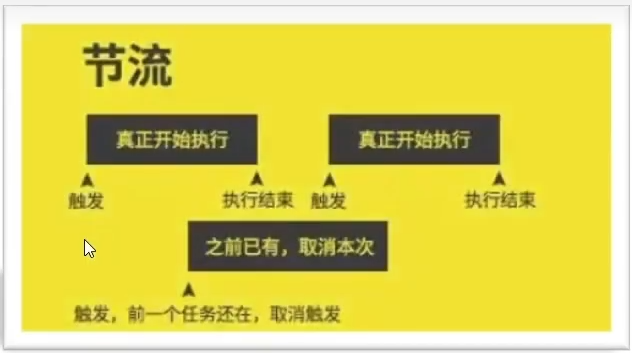 节流
真正开始执行 真正开始执行
触发 执行结束 触发 执行结束
之前已有，取消本次
触发，前一个任务还在，取消触发